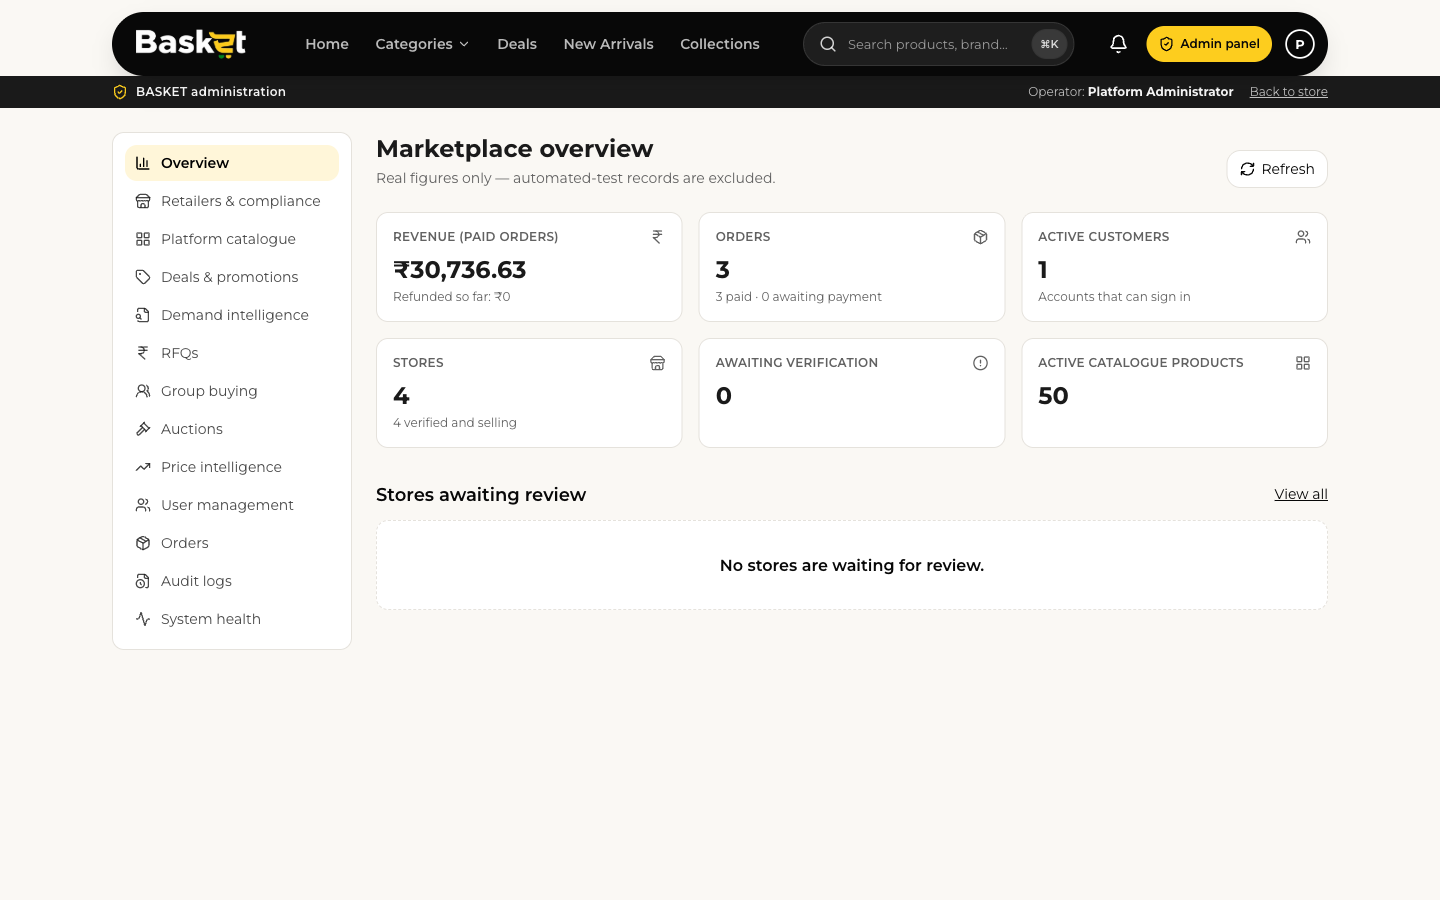 Basket
Home
Categories
Deals
New Arrivals
Collections
Search products, brand...
⌘K
Admin panel
P
BASKET administration
Operator: Platform Administrator
Back to store
Overview
Retailers & compliance
Platform catalogue
Deals & promotions
Demand intelligence
RFQs
Group buying
Auctions
Price intelligence
User management
Orders
Audit logs
System health
Marketplace overview
Real figures only — automated-test records are excluded.
Refresh
REVENUE (PAID ORDERS)
₹30,736.63
Refunded so far: ₹0
ORDERS
3
3 paid · 0 awaiting payment
ACTIVE CUSTOMERS
1
Accounts that can sign in
STORES
4
4 verified and selling
AWAITING VERIFICATION
0
ACTIVE CATALOGUE PRODUCTS
50
Stores awaiting review
View all
No stores are waiting for review.